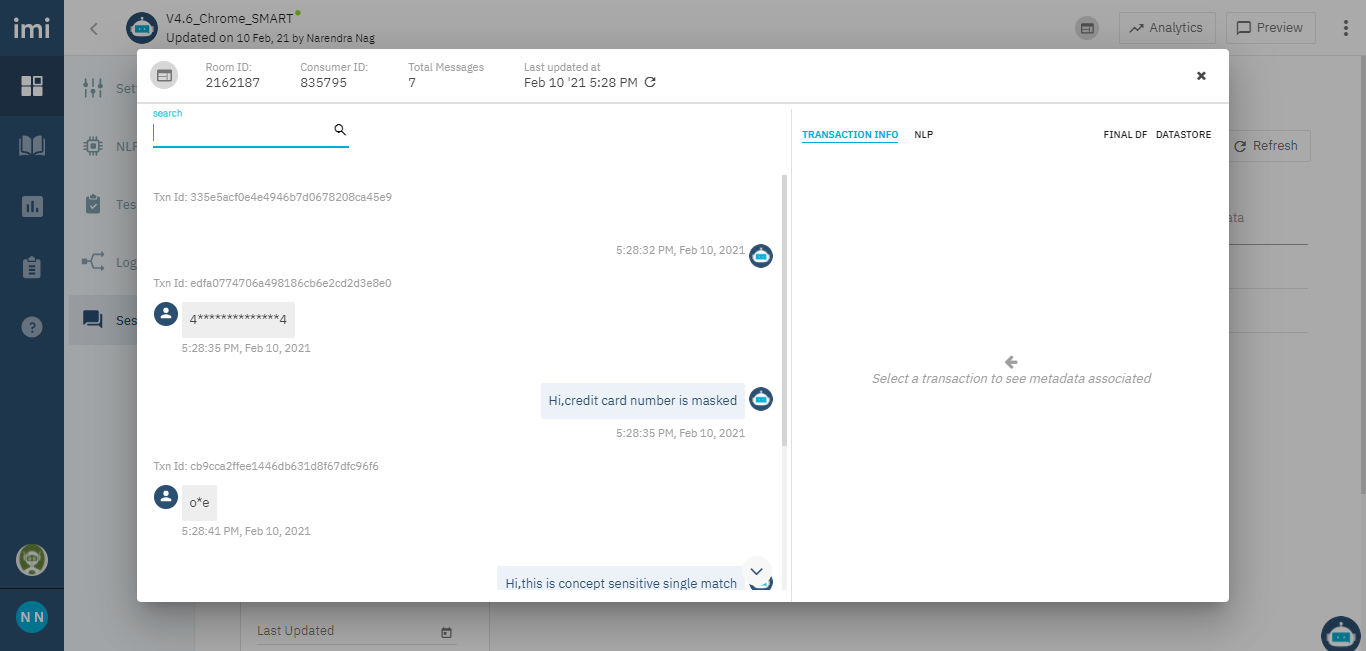 imi
V4.6_Chrome_SMART
Updated on 10 Feb, 21 by Narendra Nag
Analytics
Preview
Room ID:
2162187
Consumer ID:
835795
Total Messages
7
Last updated at
Feb 10 '21 5:28 PM
search
TRANSACTION INFO
NLP
FINAL DF
DATASTORE
Refresh
Txn Id: 335e5acf0e4e4946b7d0678208ca45e9
5:28:32 PM, Feb 10, 2021
Txn Id: edfa0774706a498186cb6e2cd2d3e8e0
4**************4
5:28:35 PM, Feb 10, 2021
Hi,credit card number is masked
5:28:35 PM, Feb 10, 2021
Txn Id: cb9cca2ffee1446db631d8f67dfc96f6
o*e
5:28:41 PM, Feb 10, 2021
Hi,this is concept sensitive single match
Select a transaction to see metadata associated
Set
NLP
Tes
Log
Ses
ata
Last Updated
N N